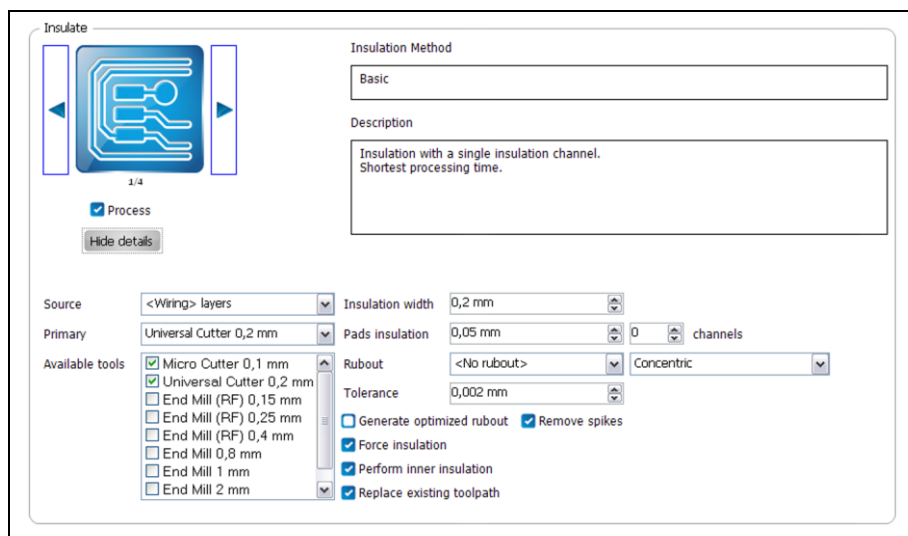 Insulate
Insulation Method
Basic
Description
Insulation with a single insulation channel.
Shortest processing time.
1/4
Process
Hide details
Source <Wiring> layers Insulation width 0,2 mm
Primary Universal Cutter 0,2 mm Pads insulation 0,05 mm 0 channels
Available tools Micro Cutter 0,1 mm Rubout <No rubout> Concentric
Universal Cutter 0,2 mm
End Mill (RF) 0,15 mm Tolerance 0,002 mm
End Mill (RF) 0,25 mm Generate optimized rubout Remove spikes
End Mill (RF) 0,4 mm Force insulation
End Mill 0,8 mm
End Mill 1 mm Perform inner insulation
End Mill 2 mm Replace existing toolpath